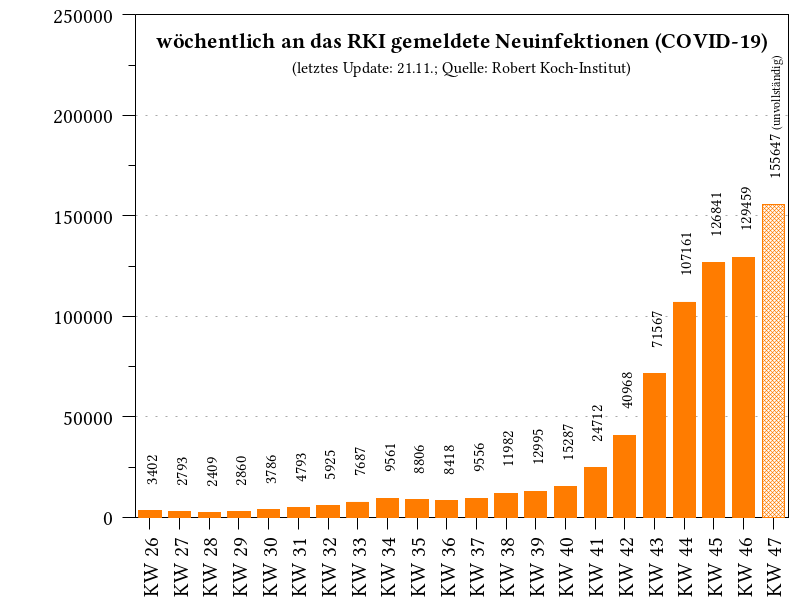 wöchentlich an das RKI gemeldete Neuinfektionen (COVID-19)
(letztes Update: 21.11.; Quelle: Robert Koch-Institut)
250000
200000
150000
100000
50000
0
3402
2793
2409
2860
3786
4793
5925
7687
9561
8806
8418
9556
11982
12995
15287
24712
40968
71567
107161
126841
129459
155647 (unvollständig)
KW 26
KW 27
KW 28
KW 29
KW 30
KW 31
KW 32
KW 33
KW 34
KW 35
KW 36
KW 37
KW 38
KW 39
KW 40
KW 41
KW 42
KW 43
KW 44
KW 45
KW 46
KW 47